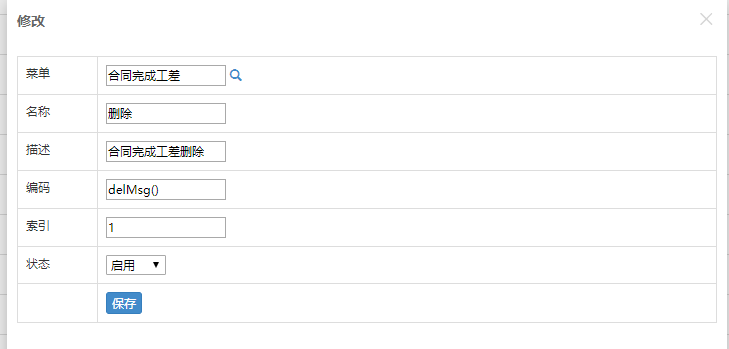 修改
菜单 合同完成工差
名称 删除
描述 合同完成工差删除
编码 delMsg()
索引 1
状态 启用
保存